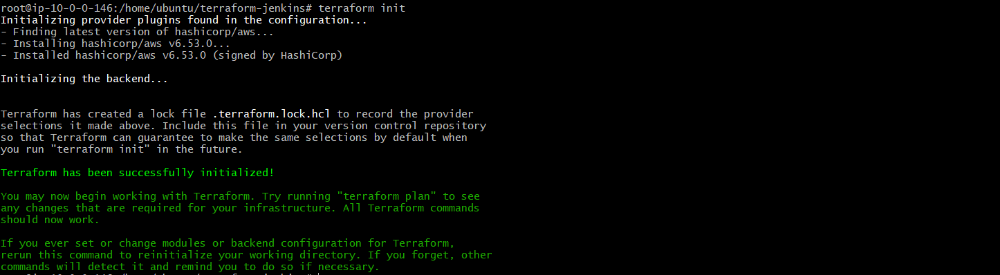 root@ip-10-0-0-146:/home/ubuntu/terraform-jenkins# terraform init
Initializing provider plugins found in the configuration...
- Finding latest version of hashicorp/aws...
- Installing hashicorp/aws v6.53.0...
- Installed hashicorp/aws v6.53.0 (signed by HashiCorp)
Initializing the backend...
Terraform has created a lock file .terraform.lock.hcl to record the provider
selections it made above. Include this file in your version control repository
so that Terraform can guarantee to make the same selections by default when
you run "terraform init" in the future.
Terraform has been successfully initialized!
You may now begin working with Terraform. Try running "terraform plan" to see
any changes that are required for your infrastructure. All Terraform commands
should now work.
If you ever set or change modules or backend configuration for Terraform,
rerun this command to reinitialize your working directory. If you forget, other
commands will detect it and remind you to do so if necessary.